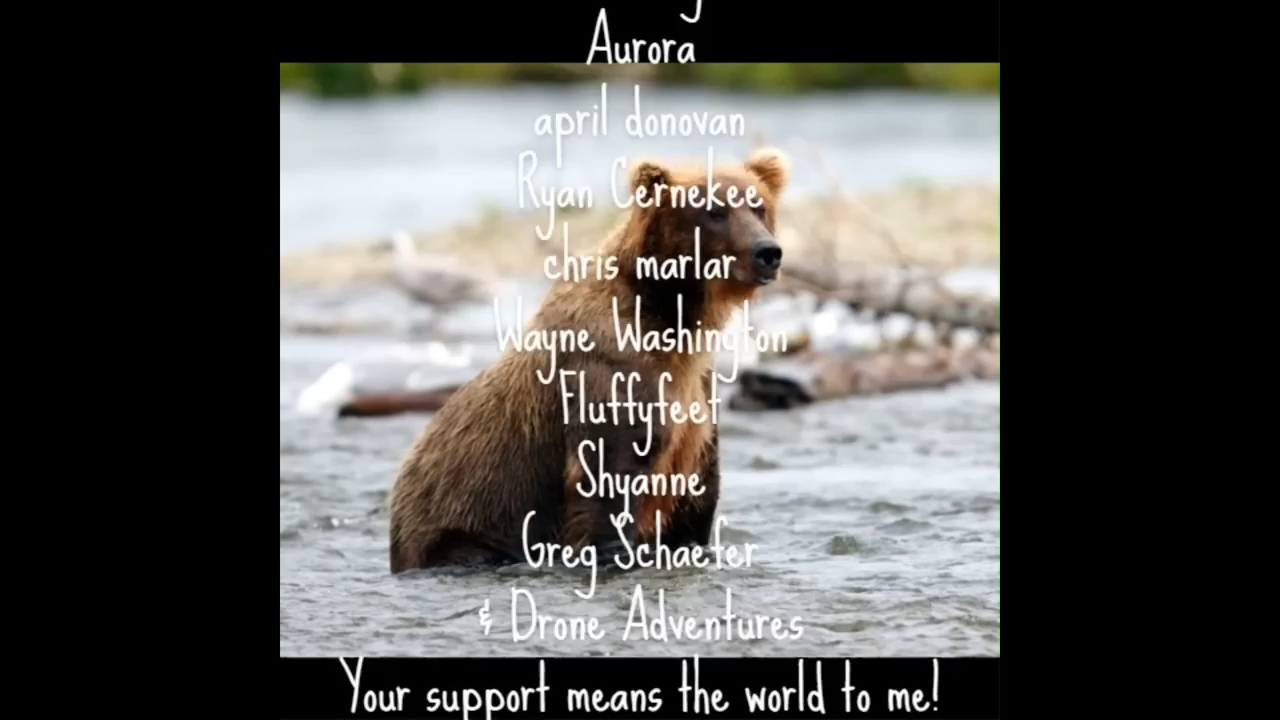 Aurora
april donovan
Ryan Cernekee
chris marlar
Wayne Washington
Fluffyfeet
Shyanne
Greg Schaefer
& Drone Adventures
Your support means the world to me!